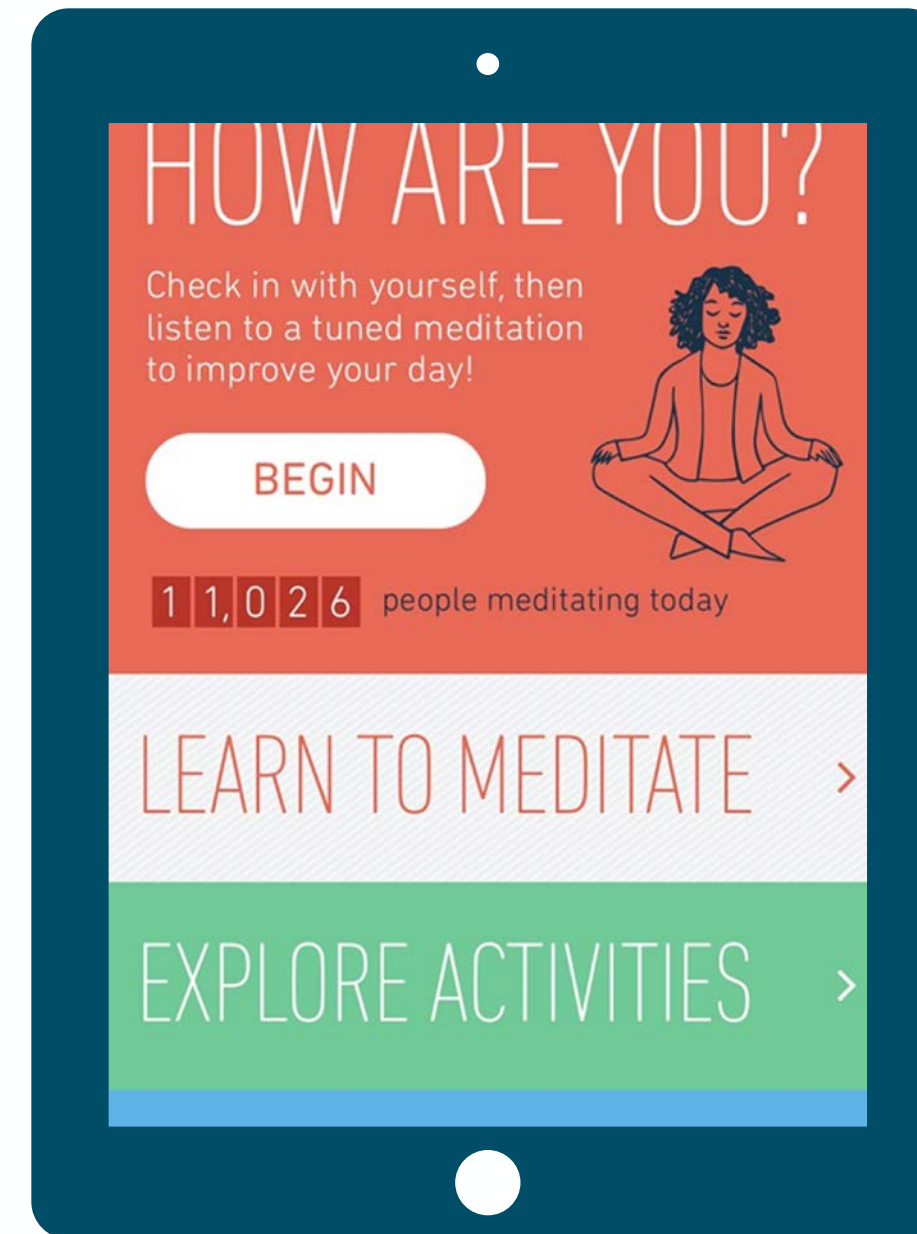 HOW ARE YOU?
Check in with yourself, then
listen to a tuned meditation
to improve your day!
BEGIN
11,026 people meditating today
LEARN TO MEDITATE >
EXPLORE ACTIVITIES >